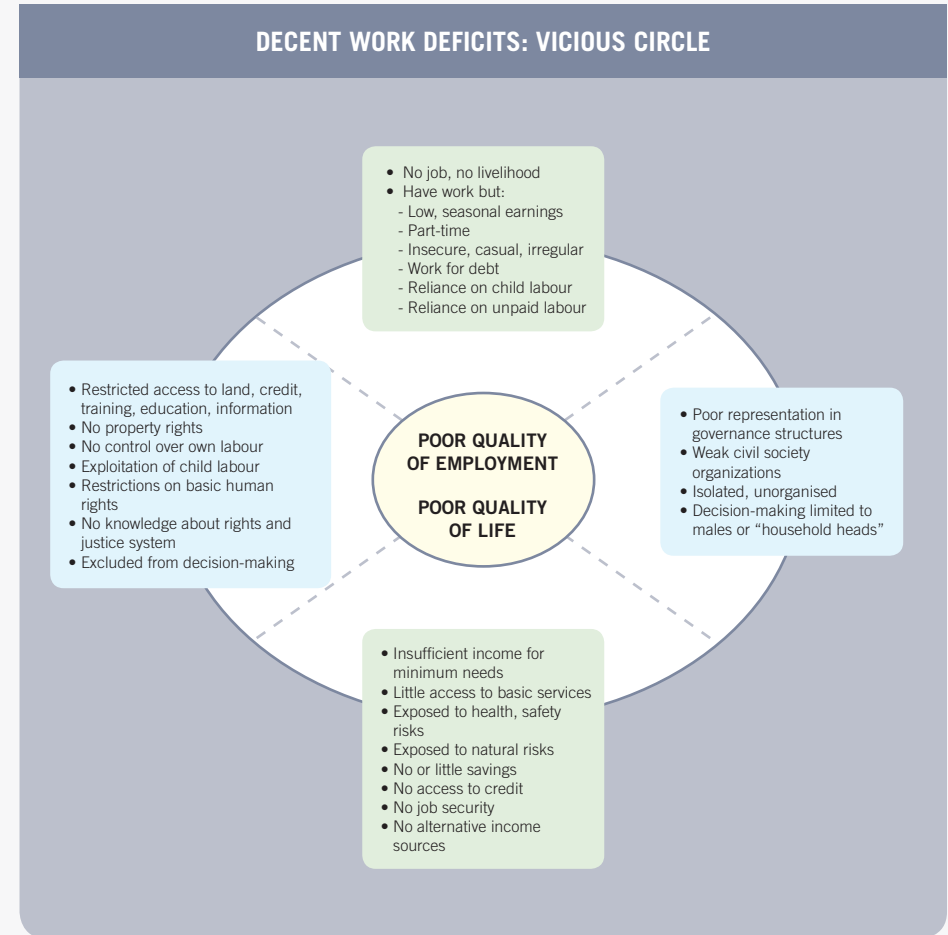 DECENT WORK DEFICITS: VICIOUS CIRCLE
• No job, no livelihood
• Have work but:
- Low, seasonal earnings
- Part-time
- Insecure, casual, irregular
- Work for debt
- Reliance on child labour
- Reliance on unpaid labour
• Restricted access to land, credit,
training, education, information
• No property rights
• No control over own labour
• Exploitation of child labour
• Restrictions on basic human
rights
• No knowledge about rights and
justice system
• Excluded from decision-making
POOR QUALITY
OF EMPLOYMENT
POOR QUALITY
OF LIFE
• Poor representation in
governance structures
• Weak civil society
organizations
• Isolated, unorganised
• Decision-making limited to
males or “household heads”
• Insufficient income for
minimum needs
• Little access to basic services
• Exposed to health, safety
risks
• Exposed to natural risks
• No or little savings
• No access to credit
• No job security
• No alternative income
sources